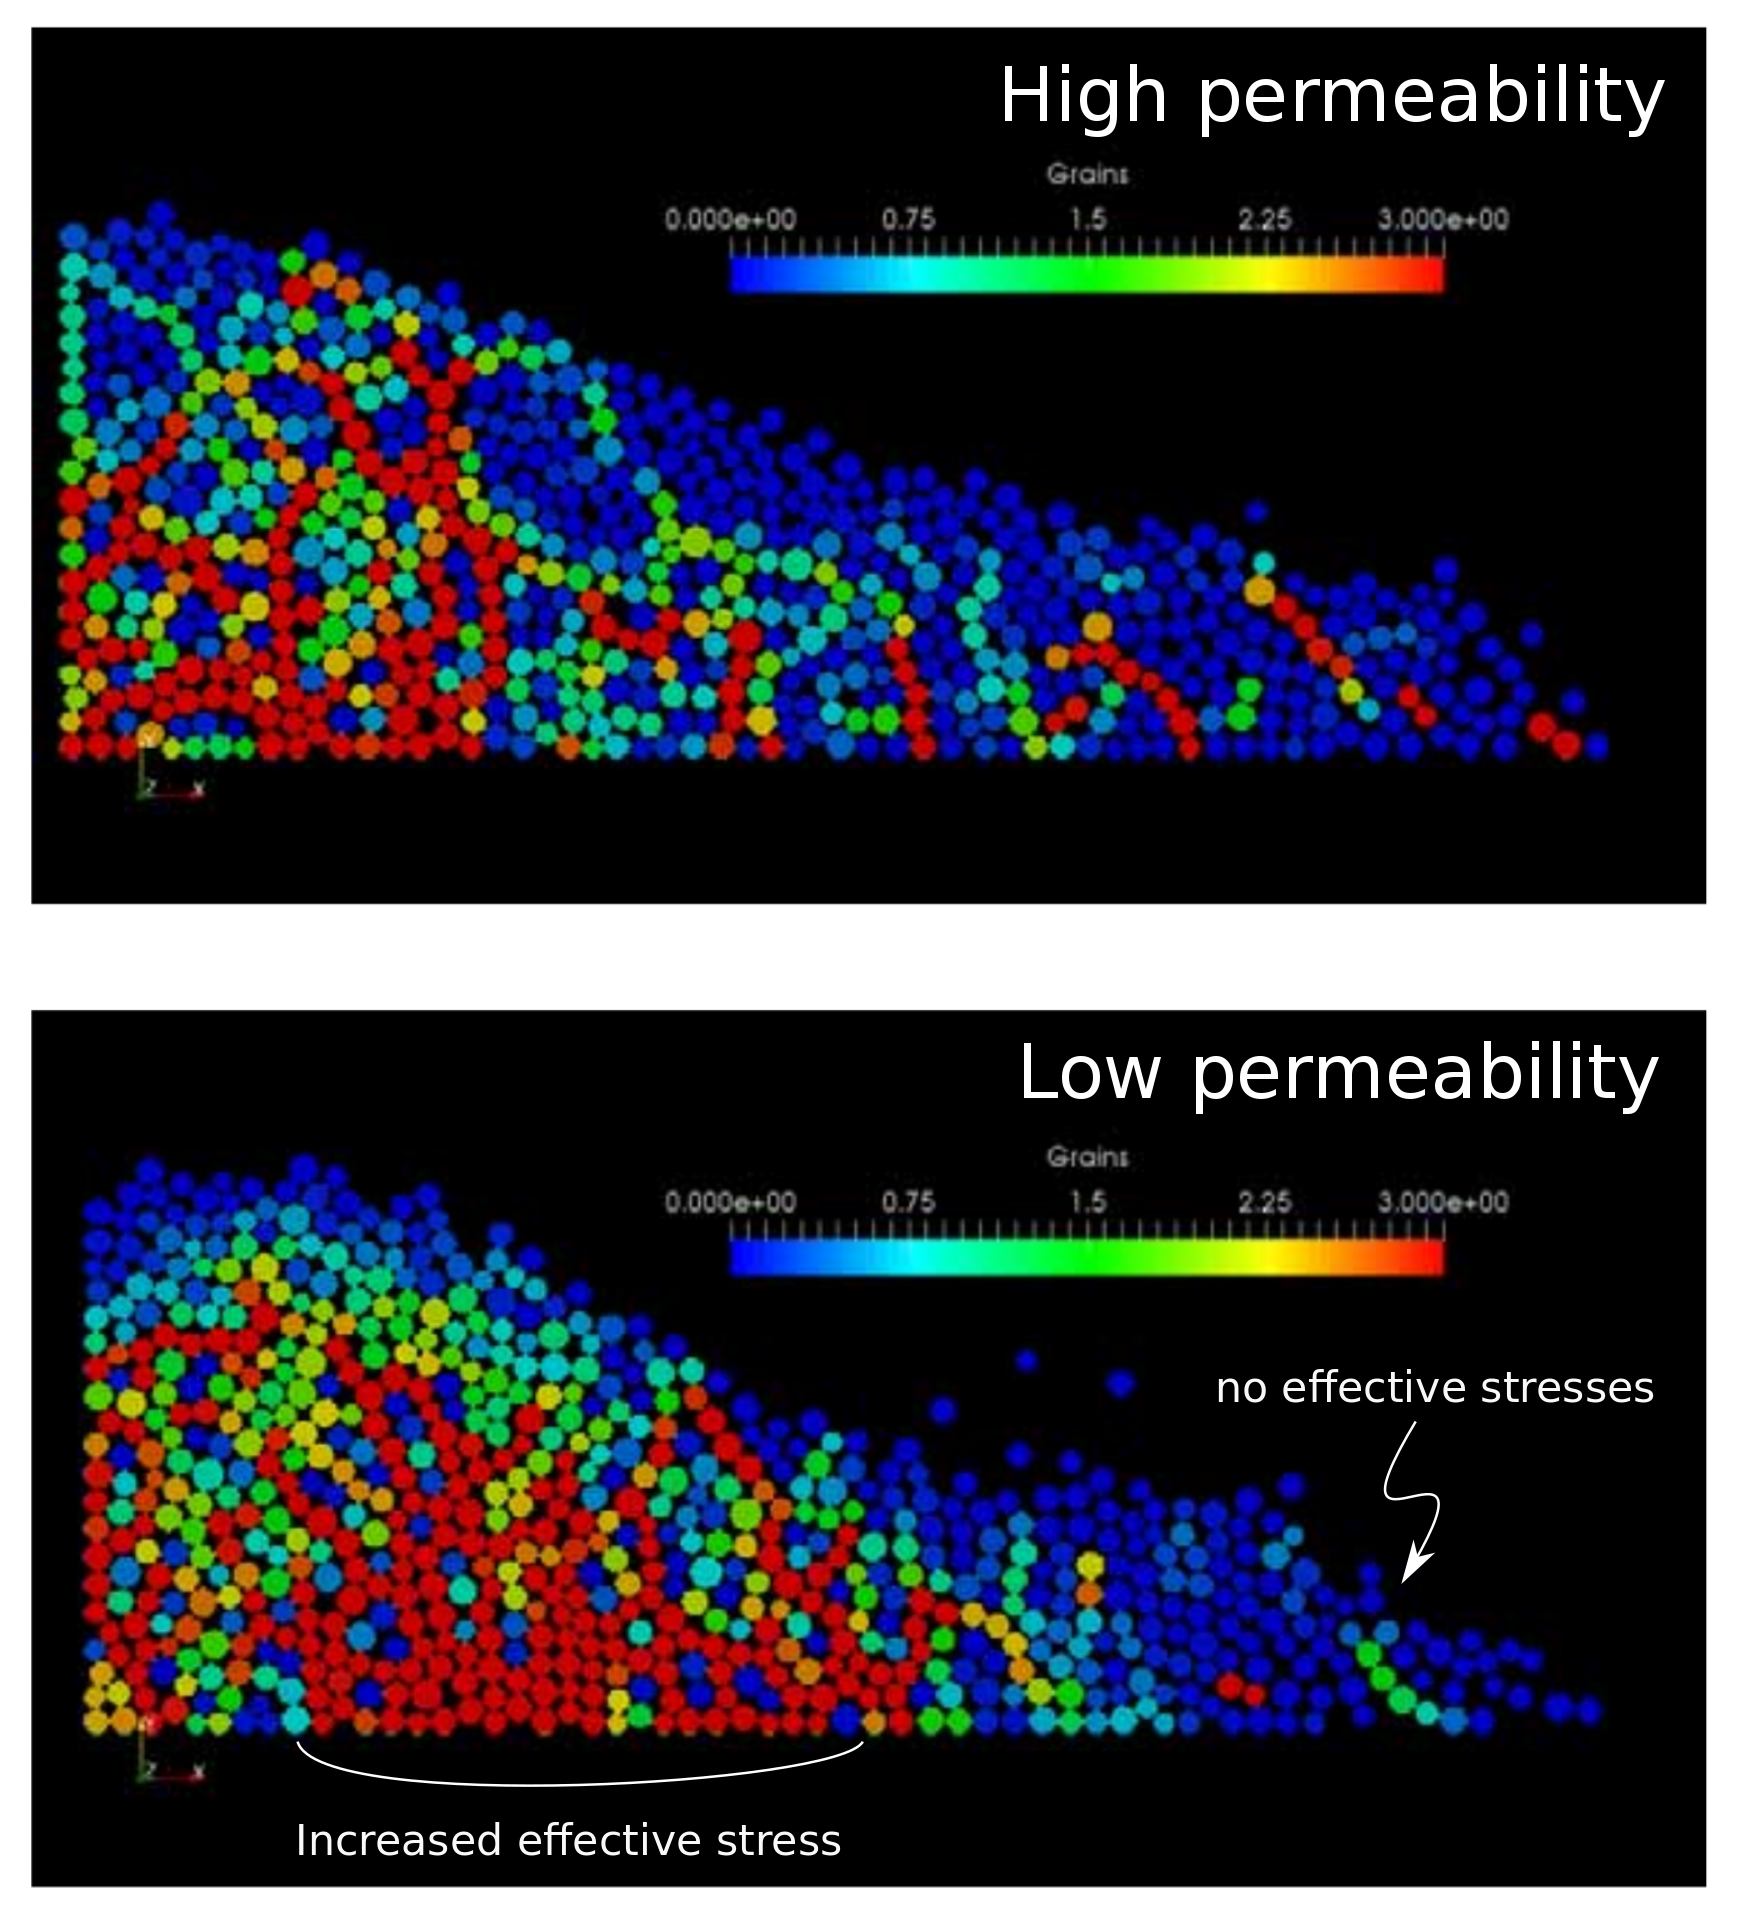 High permeability
Grains
0.000e+00 0.75 1.5 2.25 3.000e+00
Z X
Low permeability
Grains
0.000e+00 0.75 1.5 2.25 3.000e+00
no effective stresses
Z X
Increased effective stress